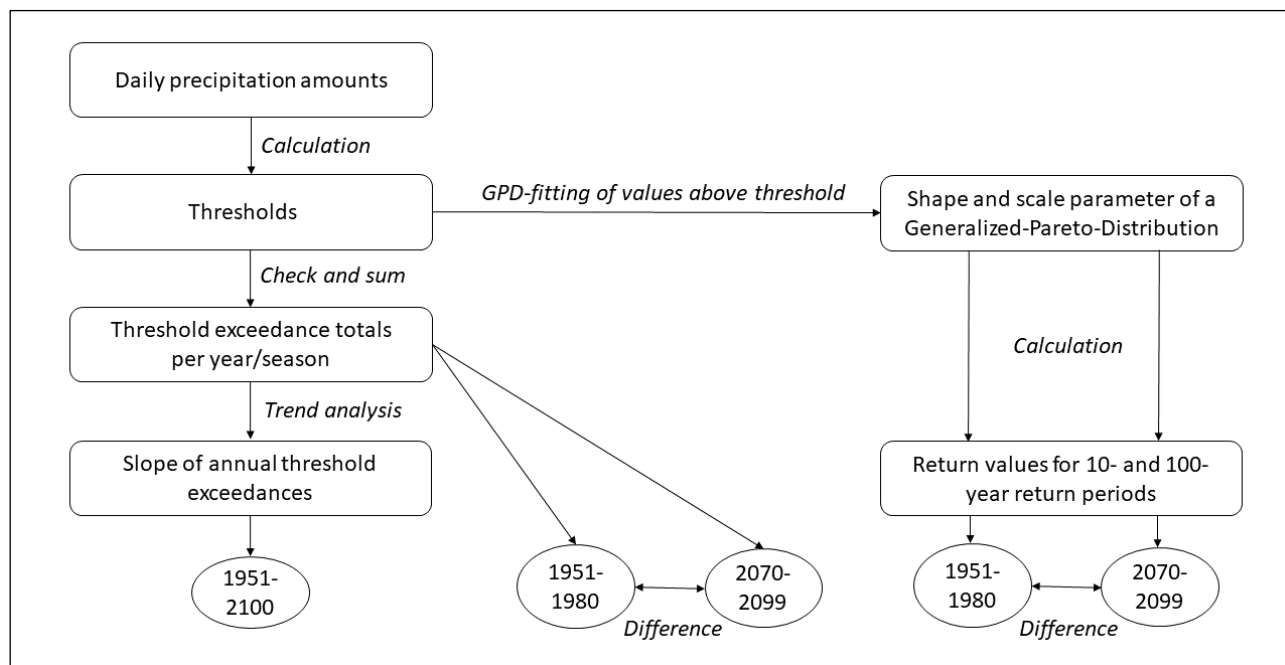 Daily precipitation amounts
Calculation
Thresholds
GPD-fitting of values above threshold
Shape and scale parameter of a
Generalized-Pareto-Distribution
Check and sum
Threshold exceedance totals
per year/season
Calculation
Trend analysis
Slope of annual threshold
exceedances
Return values for 10- and 100-
year return periods
1951-
2100
1951-
1980
2070-
2099
Difference
1951-
1980
2070-
2099
Difference